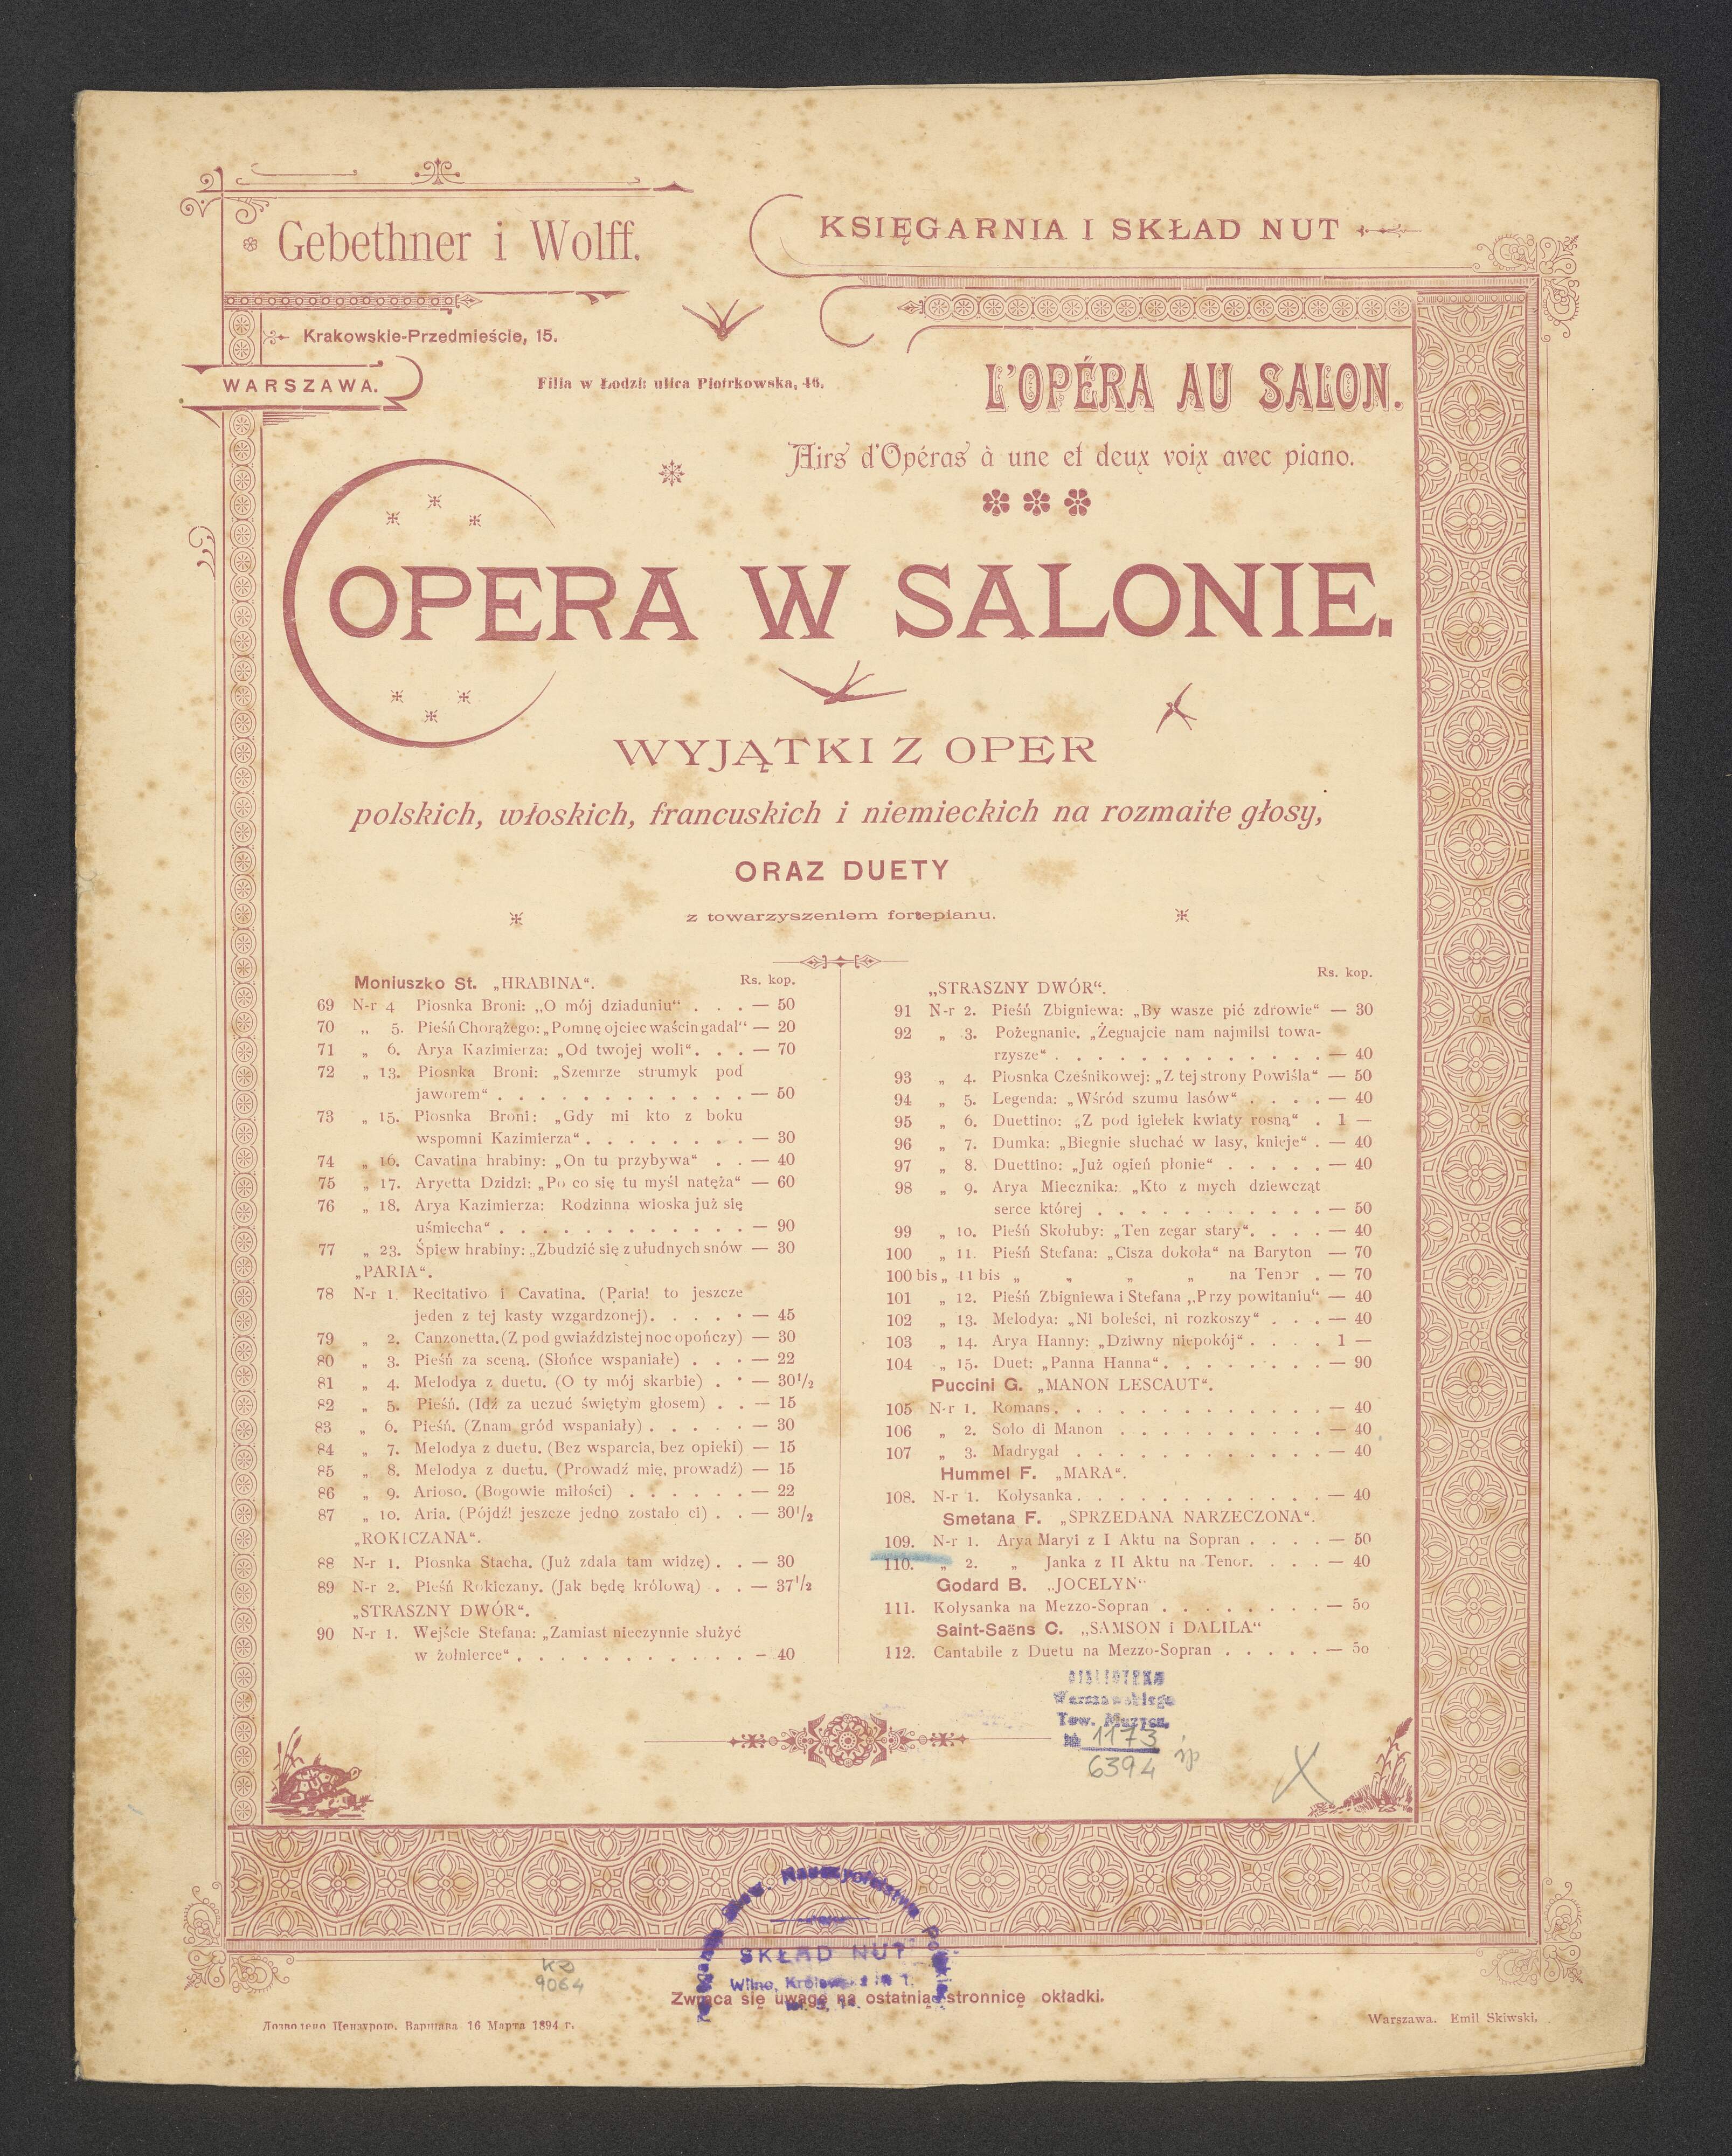 Gebethner i Wolff.
KSIĘGARNIA I SKŁAD NUT
Krakowskie-Przedmieście, 15.
WARSZAWA.
Filia w Łodzi: ulica Piotrkowska, 46.
L'OPÉRA AU SALON.
Airs d'Opéras à une et deux voix avec piano.
OPERA W SALONIE.
WYJĄTKI Z OPER
polskich, włoskich, francuskich i niemieckich na rozmaite głosy,
ORAZ DUETY
z towarzyszeniem fortepianu.
Moniuszko St. „HRABINA“. Rs. kop.
69 N-r 4 Piosnka Broni: „O mój dziaduniu“ . . . — 50
70 „ 5. Pieśń Chorążego: „Pomnę ojciec waścin gadal“ — 20
71 „ 6. Arya Kazimierza: „Od twojej woli“. . . — 70
72 „ 13. Piosnka Broni: „Szemrze strumyk pod
jaworem“ . . . . . . . . . . . — 50
73 „ 15. Piosnka Broni: „Gdy mi kto z boku
wspomni Kazimierza“. . . . . . . . — 30
74 „ 16. Cavatina hrabiny: „On tu przybywa“ . . — 40
75 „ 17. Aryetta Dzidzi: „Po co się tu myśl natęża“ — 60
76 „ 18. Arya Kazimierza: Rodzinna wioska już się
uśmiecha“ . . . . . . . . . . . — 90
77 „ 23. Śpiew hrabiny: „Zbudzić się z ułudnych snów — 30
„PARIA“.
78 N-r 1. Recitativo i Cavatina. (Paria! to jeszcze
jeden z tej kasty wzgardzonej). . . . . — 45
79 „ 2. Canzonetta. (Z pod gwiaździstej noc opończy) — 30
80 „ 3. Pieśń za sceną. (Słońce wspaniałe) . . . — 22
81 „ 4. Melodya z duetu. (O ty mój skarbie) . . — 30½
82 „ 5. Pieśń. (Idź za uczuć świętym głosem) . . — 15
83 „ 6. Pieśń. (Znam gród wspaniały) . . . . . — 30
84 „ 7. Melodya z duetu. (Bez wsparcia, bez opieki) — 15
85 „ 8. Melodya z duetu. (Prowadź mię, prowadź) — 15
86 „ 9. Arioso. (Bogowie miłości) . . . . . . — 22
87 „ 10. Aria. (Pójdź! jeszcze jedno zostało ci) . . — 30½
„ROKICZANA“.
88 N-r 1. Piosnka Stacha. (Już zdala tam widzę) . . — 30
89 N-r 2. Pieśń Rokiczany. (Jak będę królową) . . — 37½
„STRASZNY DWÓR“.
90 N-r 1. Wejście Stefana: „Zamiast nieczynnie służyć
w żołnierce“ . . . . . . . . . . . — 40
Rs. kop.
„STRASZNY DWÓR“.
91 N-r 2. Pieśń Zbigniewa: „By wasze pić zdrowie“ — 30
92 „ 3. Pożegnanie. „Żegnajcie nam najmilsi towa-
rzysze“ . . . . . . . . . . . . . — 40
93 „ 4. Piosnka Cześnikowej: „Z tej strony Powiśla“ — 50
94 „ 5. Legenda: „Wśród szumu lasów“ . . . . — 40
95 „ 6. Duettino: „Z pod igiełek kwiaty rosną“ . 1 —
96 „ 7. Dumka: „Biegnie słuchać w lasy, knieje“ . — 40
97 „ 8. Duettino: „Już ogień płonie“ . . . . . — 40
98 „ 9. Arya Miecznika: „Kto z mych dziewcząt
serce której . . . . . . . . . . . — 50
99 „ 10. Pieśń Skołuby: „Ten zegar stary“. . . . — 40
100 „ 11. Pieśń Stefana: „Cisza dokoła“ na Baryton — 70
100 bis „ 11 bis „ „ „ „ na Tenor . — 70
101 „ 12. Pieśń Zbigniewa i Stefana „Przy powitaniu“ — 40
102 „ 13. Melodya: „Ni boleści, ni rozkoszy“ . . . — 40
103 „ 14. Arya Hanny: „Dziwny niepokój“ . . . . 1 —
104 „ 15. Duet: „Panna Hanna“. . . . . . . . — 90
Puccini G. „MANON LESCAUT“.
105 N-r 1. Romans. . . . . . . . . . . . . — 40
106 „ 2. Solo di Manon . . . . . . . . . . — 40
107 „ 3. Madrygał . . . . . . . . . . . . — 40
Hummel F. „MARA“.
108. N-r 1. Kołysanka. . . . . . . . . . . . — 40
Smetana F. „SPRZEDANA NARZECZONA“.
109. N-r 1. Arya Maryi z I Aktu na Sopran . . . . — 50
110. „ 2. „ Janka z II Aktu na Tenor. . . . — 40
Godard B. „JOCELYN“
111. Kołysanka na Mezzo-Sopran . . . . . . . . — 50
Saint-Saëns C. „SAMSON i DALILA“
112. Cantabile z Duetu na Mezzo-Sopran . . . . . — 50
BIBLIOTEKA
Warszawskiego
Tow. Muzycz.
№ 1173
6394
SKŁAD NUT
Wilno, Królewska № 1.
K2
9064
Zwraca się uwagę na ostatnią stronnicę okładki.
Дозволено Цензурою. Варшава 16 Марта 1894 г.
Warszawa. Emil Skiwski.